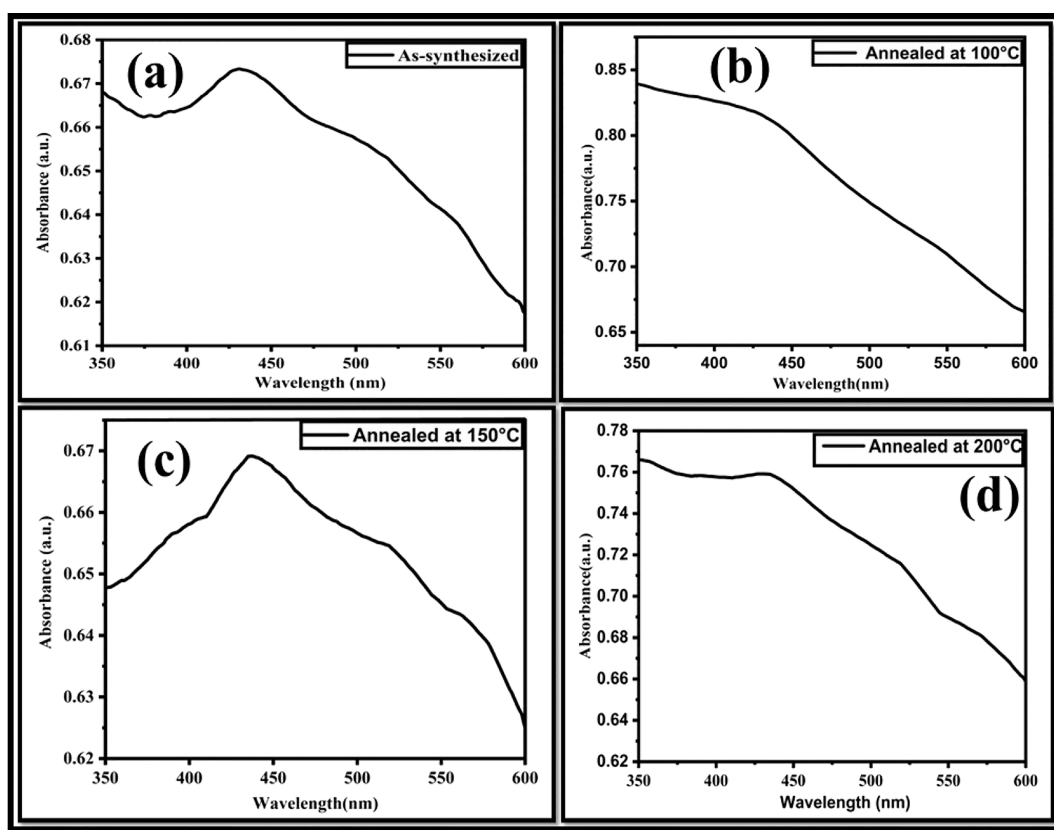 (a)
As-synthesized
0.68
0.67
0.66
0.65
0.64
0.63
0.62
0.61
Absorbance (a.u.)
350 400 450 500 550 600
Wavelength (nm)
(b)
Annealed at 100°C
0.85
0.80
0.75
0.70
0.65
Absorbance(a.u.)
350 400 450 500 550 600
Wavelength(nm)
(c)
Annealed at 150°C
0.67
0.66
0.65
0.64
0.63
0.62
Absorbance (a.u.)
350 400 450 500 550 600
Wavelength(nm)
Annealed at 200°C
(d)
0.78
0.76
0.74
0.72
0.70
0.68
0.66
0.64
0.62
Absorbance(a.u.)
350 400 450 500 550 600
Wavelength (nm)